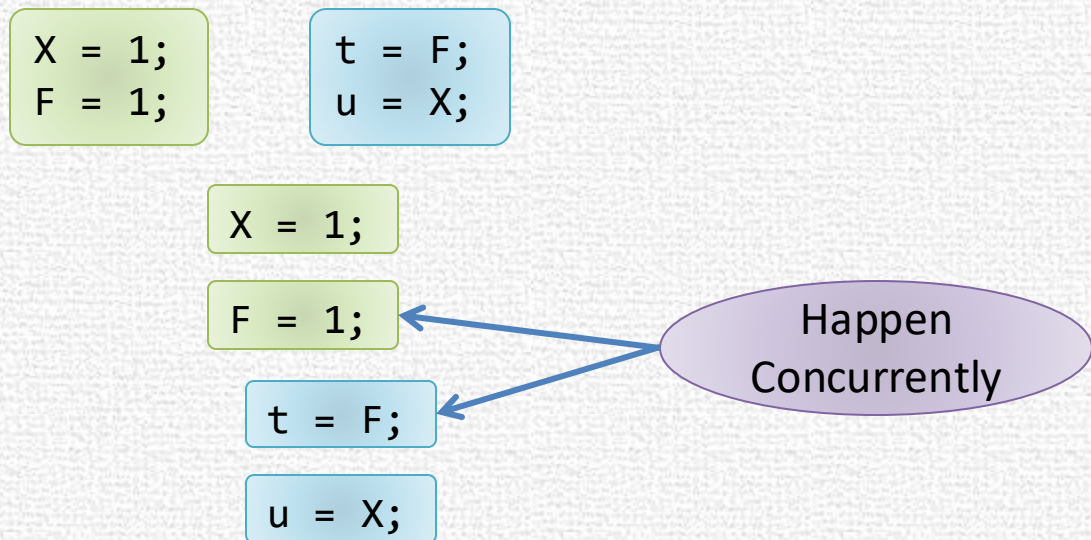 X = 1;
F = 1;
t = F;
u = X;
X = 1;
F = 1;
Happen
Concurrently
t = F;
u = X;